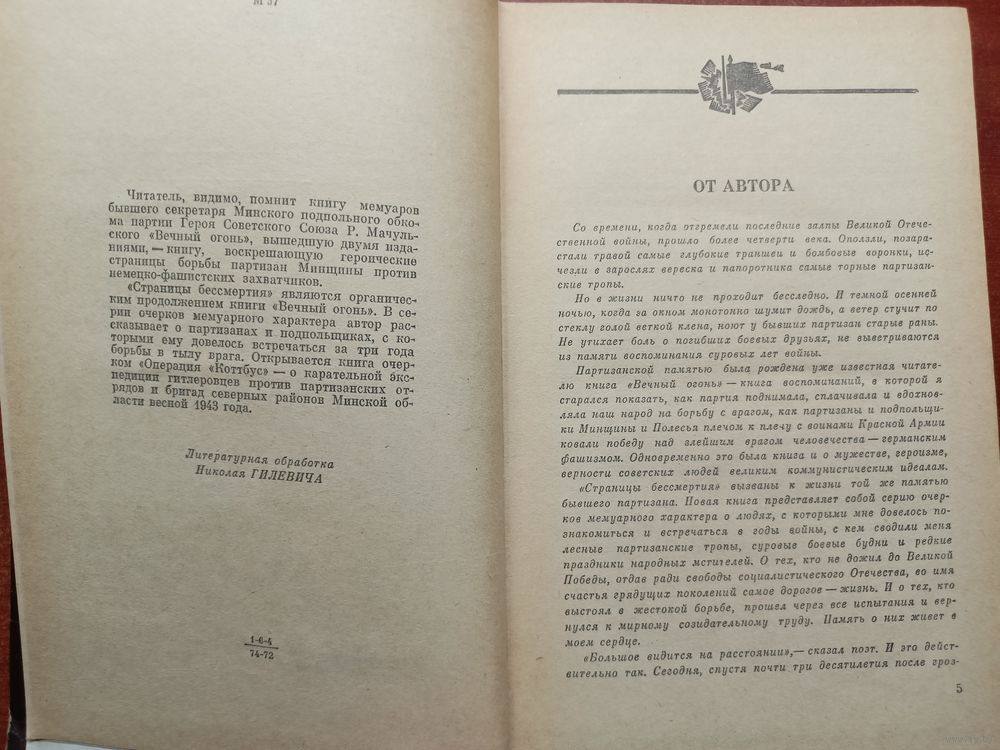 М 37
Читатель, видимо, помнит книгу мемуаров
бывшего секретаря Минского подпольного обко-
ма партии Героя Советского Союза Р. Мачуль-
ского «Вечный огонь», вышедшую двумя изда-
ниями, — книгу, воскрешающую героические
страницы борьбы партизан Минщины против
немецко-фашистских захватчиков.
«Страницы бессмертия» являются органичес-
ким продолжением книги «Вечный огонь». В се-
рии очерков мемуарного характера автор рас-
сказывает о партизанах и подпольщиках, с ко-
торыми ему довелось встречаться за три года
борьбы в тылу врага. Открывается книга очер-
ком «Операция «Коттбус» — о карательной экс-
педиции гитлеровцев против партизанских от-
рядов и бригад северных районов Минской об-
ласти весной 1943 года.
Литературная обработка
Николая ГИЛЕВИЧА
1-6-4
74-72
ОТ АВТОРА
Со времени, когда отгремели последние залпы Великой Отече-
ственной войны, прошло более четверти века. Оползли, позара-
стали травой самые глубокие траншеи и бомбовые воронки, ис-
чезли в зарослях вереска и папоротника самые торные партизан-
ские тропы.
Но в жизни ничто не проходит бесследно. И темной осенней
ночью, когда за окном монотонно шумит дождь, а ветер стучит по
стеклу голой веткой клена, ноют у бывших партизан старые раны.
Не утихает боль о погибших боевых друзьях, не выветриваются
из памяти воспоминания суровых лет войны.
Партизанской памятью была рождена уже известная читате-
лю книга «Вечный огонь» — книга воспоминаний, в которой я
старался показать, как партия поднимала, сплачивала и вдохнов-
ляла наш народ на борьбу с врагом, как партизаны и подпольщи-
ки Минщины и Полесья плечом к плечу с воинами Красной Армии
ковали победу над злейшим врагом человечества — германским
фашизмом. Одновременно это была книга и о мужестве, героизме,
верности советских людей великим коммунистическим идеалам.
«Страницы бессмертия» вызваны к жизни той же памятью
бывшего партизана. Новая книга представляет собой серию очер-
ков мемуарного характера о людях, с которыми мне довелось по-
знакомиться и встречаться в годы войны, с кем сводили меня
лесные партизанские тропы, суровые боевые будни и редкие
праздники народных мстителей. О тех, кто не дожил до Великой
Победы, отдав ради свободы социалистического Отечества, во имя
счастья грядущих поколений самое дорогое — жизнь. И о тех, кто
выстоял в жестокой борьбе, прошел через все испытания и вер-
нулся к мирному созидательному труду. Память о них живет в
моем сердце.
«Большое видится на расстоянии», — сказал поэт. И это дейст-
вительно так. Сегодня, спустя почти три десятилетия после гроз-
5